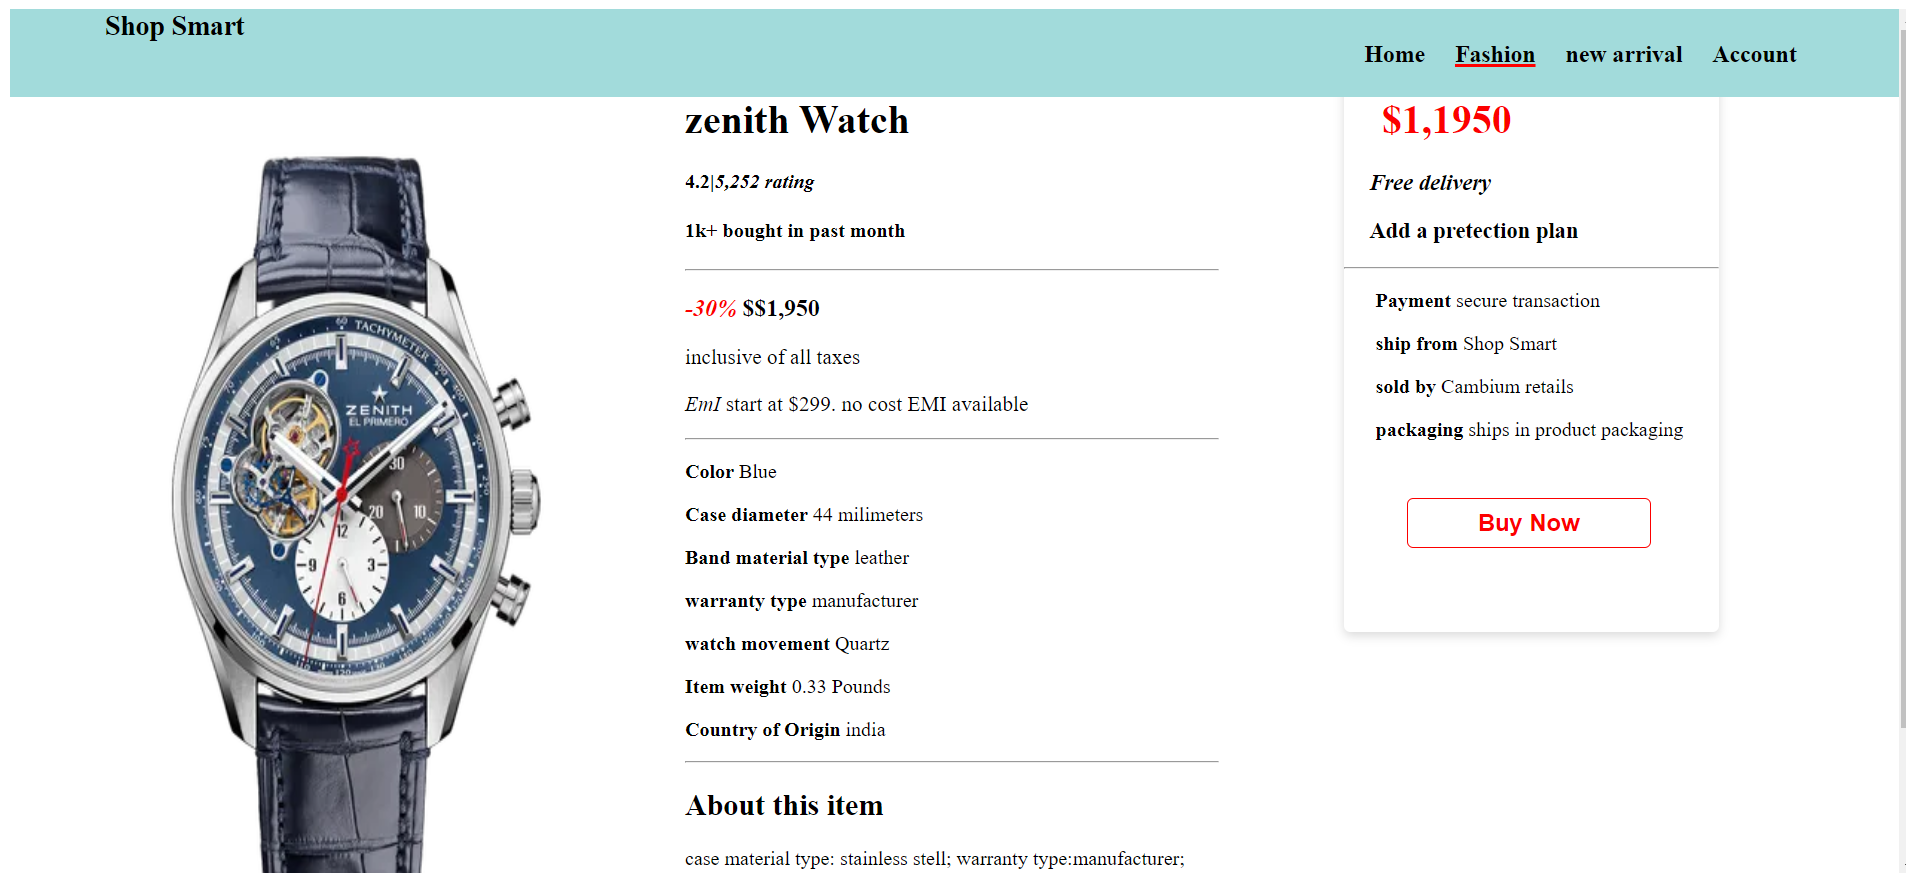 Shop Smart
Home Fashion new arrival Account
zenith Watch
4.2|5,252 rating
1k+ bought in past month
-30% $$1,950
inclusive of all taxes
EmI start at $299. no cost EMI available
Color Blue
Case diameter 44 milimeters
Band material type leather
warranty type manufacturer
watch movement Quartz
Item weight 0.33 Pounds
Country of Origin india
About this item
case material type: stainless stell; warranty type:manufacturer;
$1,1950
Free delivery
Add a pretection plan
Payment secure transaction
ship from Shop Smart
sold by Cambium retails
packaging ships in product packaging
Buy Now
60 TACHYMETER
ZENITH
EL PRIMERO
30
20 10
12
9 3
6